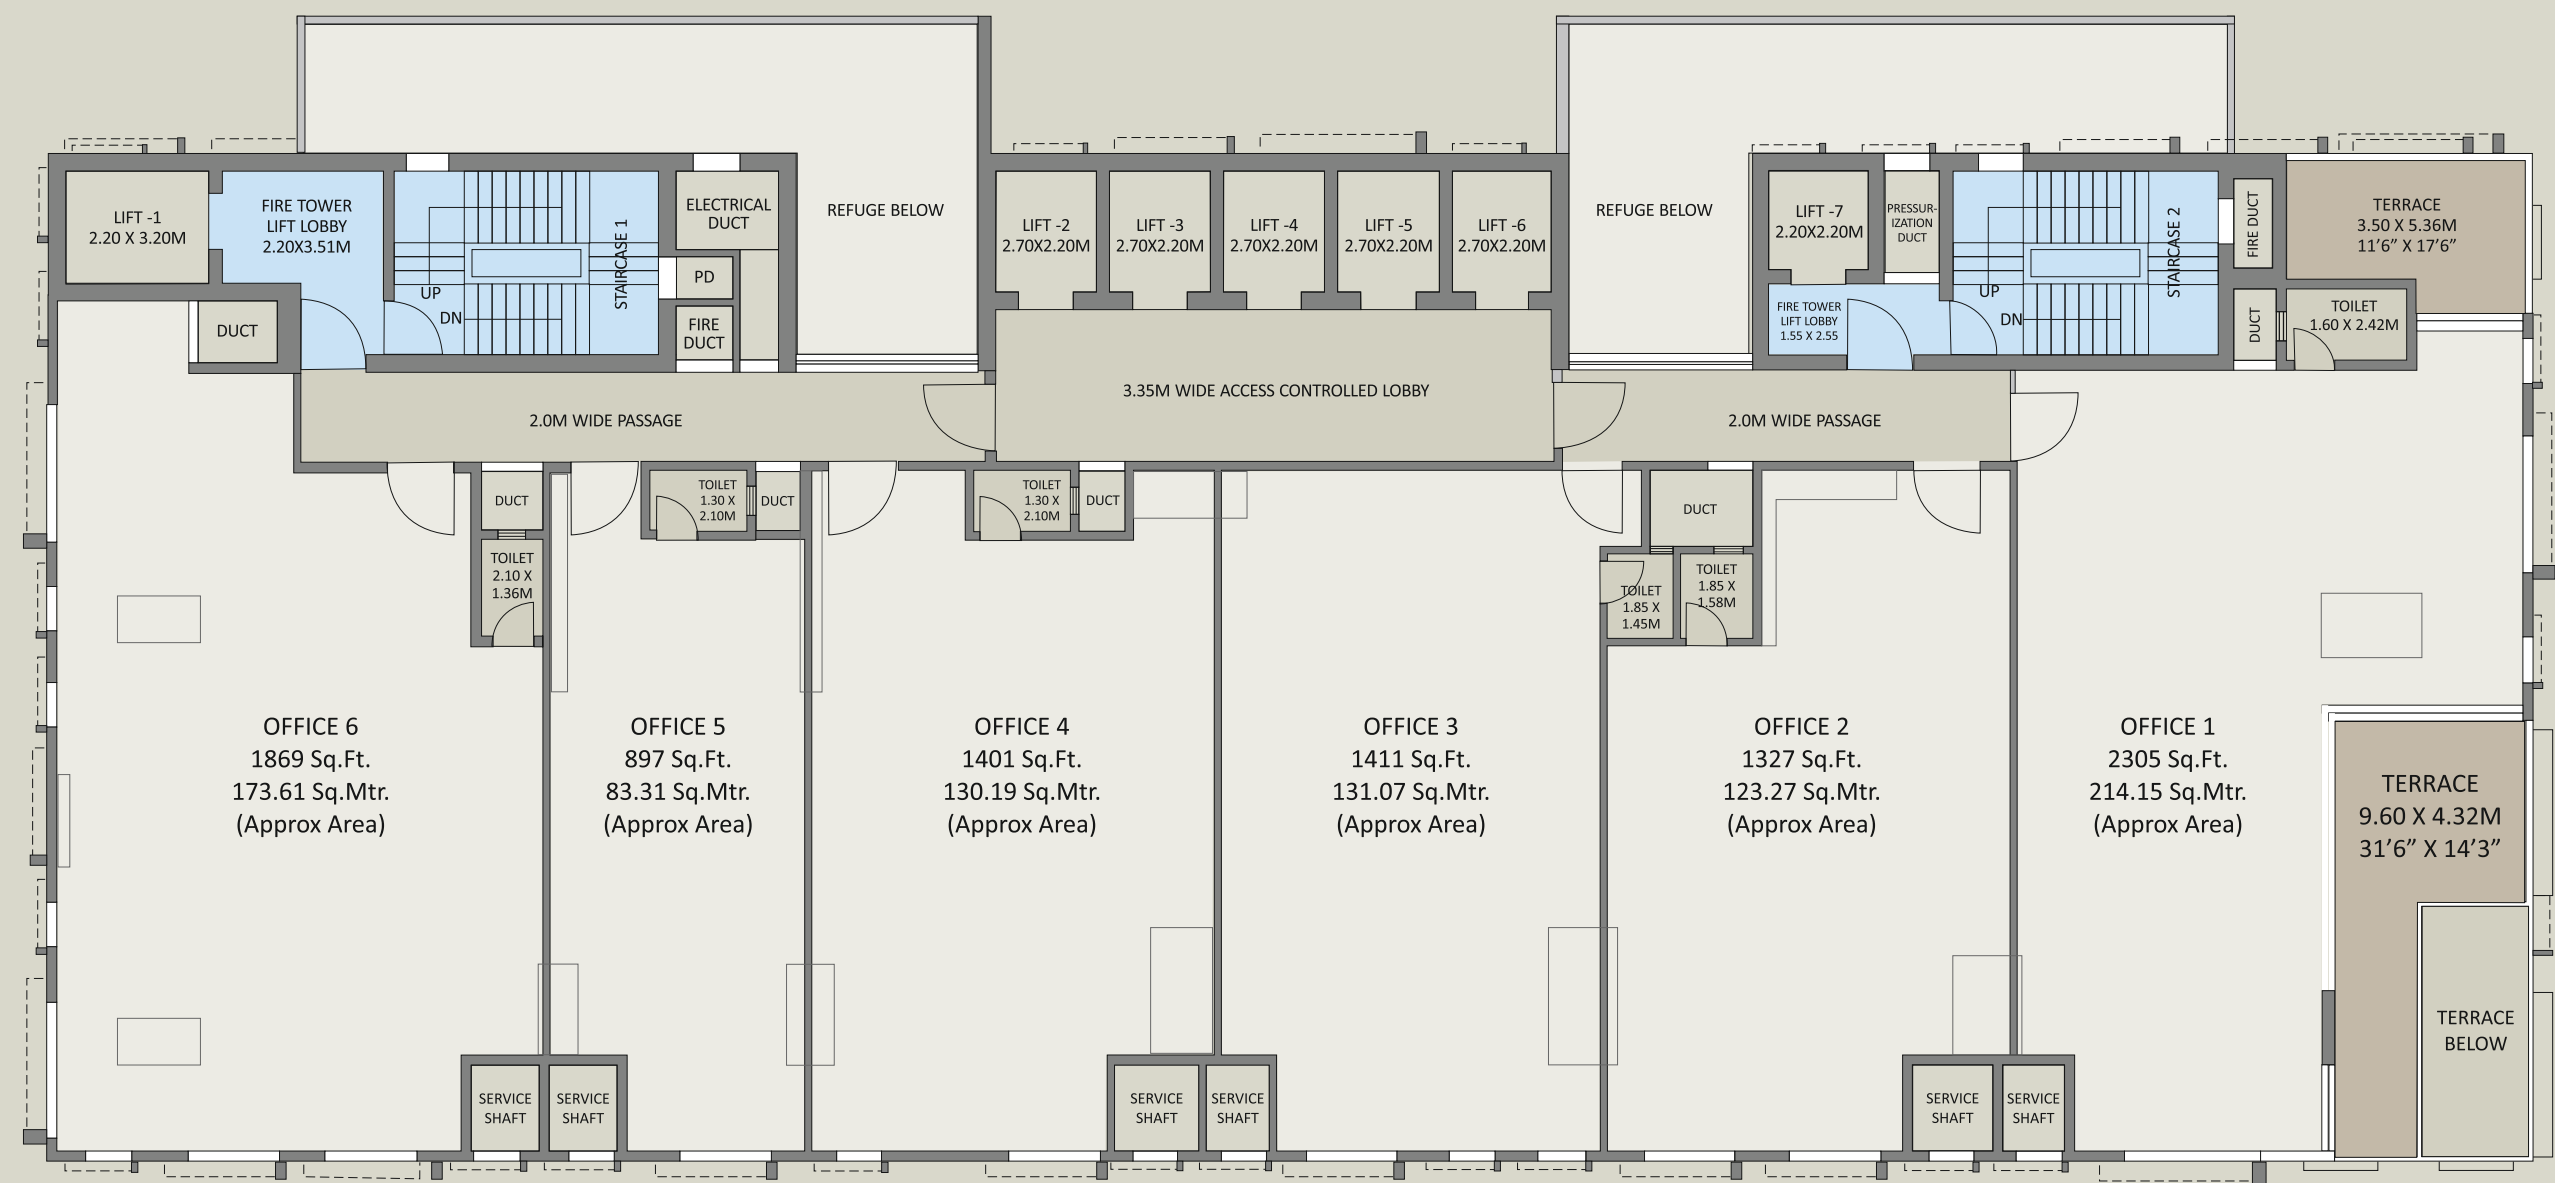 LIFT -1
2.20 X 3.20M
FIRE TOWER
LIFT LOBBY
2.20X3.51M
UP
DN
STAIRCASE 1
ELECTRICAL
DUCT
PD
FIRE
DUCT
DUCT
REFUGE BELOW
LIFT -2
2.70X2.20M
LIFT -3
2.70X2.20M
LIFT -4
2.70X2.20M
LIFT -5
2.70X2.20M
LIFT -6
2.70X2.20M
REFUGE BELOW
LIFT -7
2.20X2.20M
PRESSUR-
IZATION
DUCT
FIRE TOWER
LIFT LOBBY
1.55 X 2.55
UP
DN
STAIRCASE 2
FIRE DUCT
DUCT
TERRACE
3.50 X 5.36M
11'6” X 17'6”
TOILET
1.60 X 2.42M
2.0M WIDE PASSAGE
3.35M WIDE ACCESS CONTROLLED LOBBY
2.0M WIDE PASSAGE
DUCT
TOILET
2.10 X
1.36M
TOILET
1.30 X
2.10M
DUCT
TOILET
1.30 X
2.10M
DUCT
DUCT
TOILET
1.85 X
1.45M
TOILET
1.85 X
1.58M
OFFICE 6
1869 Sq.Ft.
173.61 Sq.Mtr.
(Approx Area)
OFFICE 5
897 Sq.Ft.
83.31 Sq.Mtr.
(Approx Area)
OFFICE 4
1401 Sq.Ft.
130.19 Sq.Mtr.
(Approx Area)
OFFICE 3
1411 Sq.Ft.
131.07 Sq.Mtr.
(Approx Area)
OFFICE 2
1327 Sq.Ft.
123.27 Sq.Mtr.
(Approx Area)
OFFICE 1
2305 Sq.Ft.
214.15 Sq.Mtr.
(Approx Area)
TERRACE
9.60 X 4.32M
31’6” X 14’3”
TERRACE
BELOW
SERVICE
SHAFT
SERVICE
SHAFT
SERVICE
SHAFT
SERVICE
SHAFT
SERVICE
SHAFT
SERVICE
SHAFT